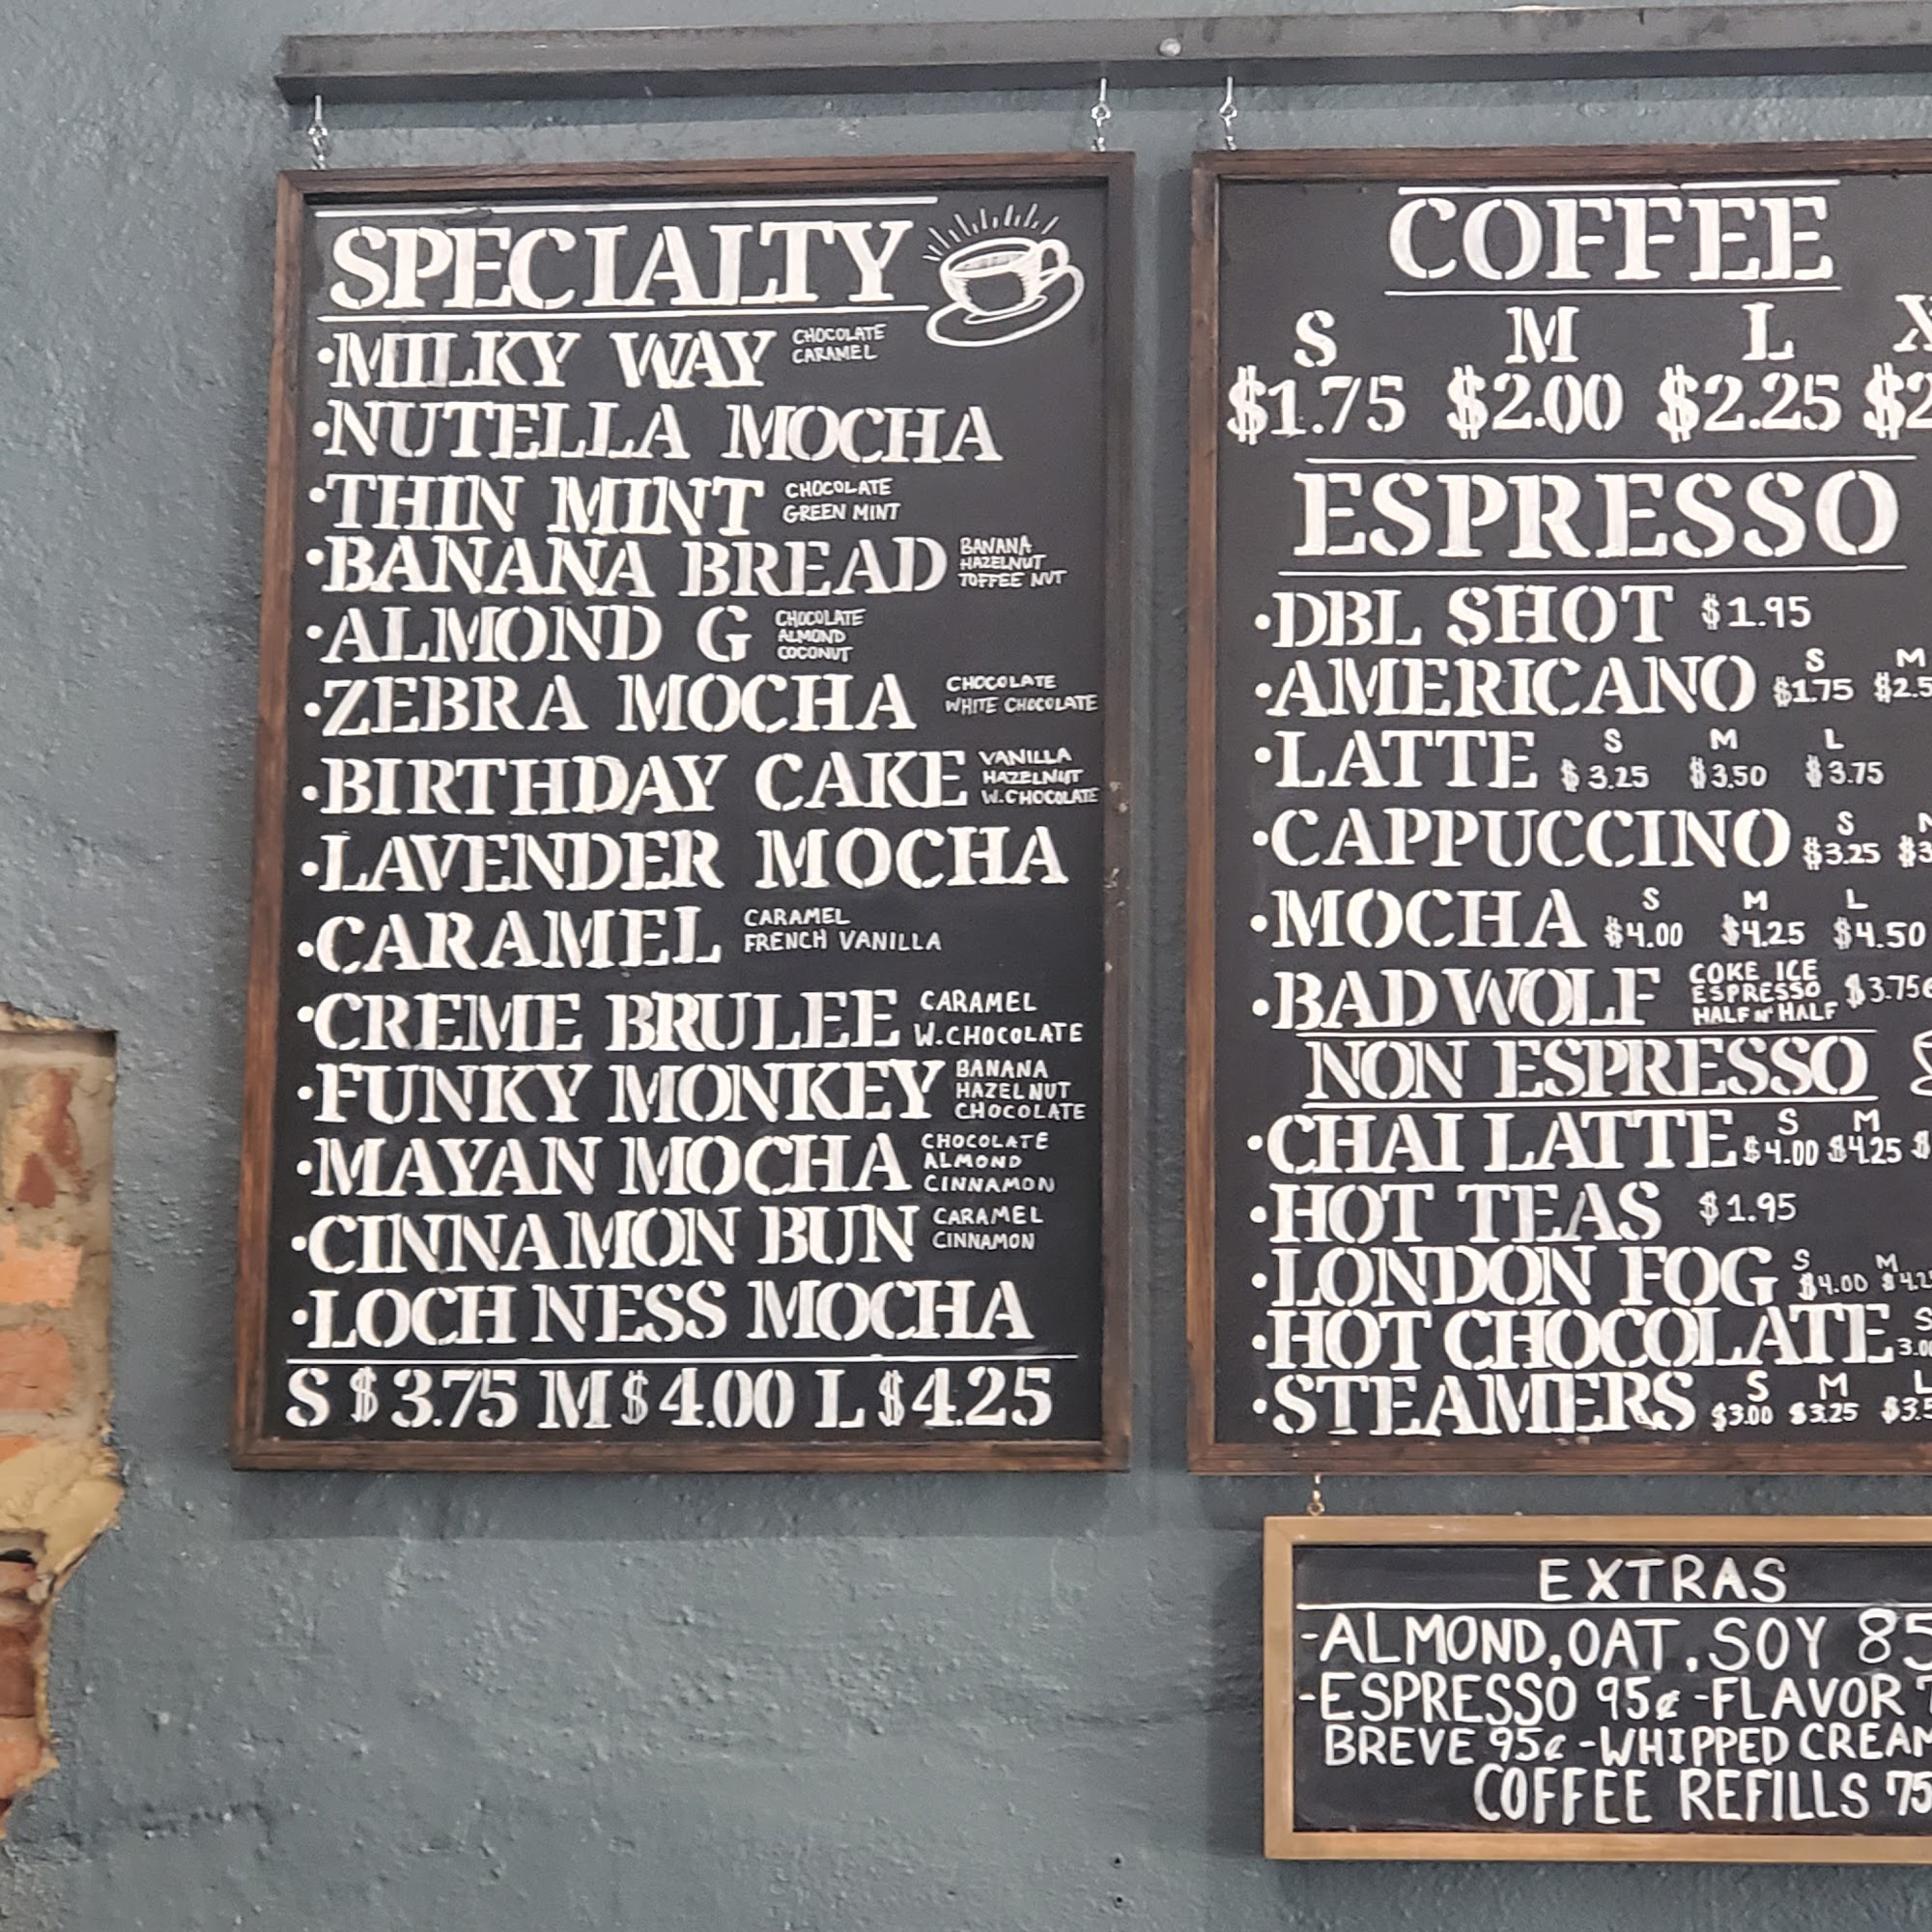 SPECIALTY
•MILKY WAY CHOCOLATE CARAMEL
•NUTELLA MOCHA
•THIN MINT CHOCOLATE GREEN MINT
•BANANA BREAD BANANA HAZELNUT TOFFEE NUT
•ALMOND G CHOCOLATE ALMOND COCONUT
•ZEBRA MOCHA CHOCOLATE WHITE CHOCOLATE
•BIRTHDAY CAKE VANILLA HAZELNUT W.CHOCOLATE
•LAVENDER MOCHA
•CARAMEL CARAMEL FRENCH VANILLA
•CREME BRULEE CARAMEL W.CHOCOLATE
•FUNKY MONKEY BANANA HAZELNUT CHOCOLATE
•MAYAN MOCHA CHOCOLATE ALMOND CINNAMON
•CINNAMON BUN CARAMEL CINNAMON
•LOCH NESS MOCHA
S $3.75 M $4.00 L $4.25
COFFEE
S M L
$1.75 $2.00 $2.25
ESPRESSO
•DBL SHOT $1.95
•AMERICANO S $1.75 M
•LATTE S $3.25 M $3.50 L $3.75
•CAPPUCCINO S $3.25
•MOCHA S $4.00 M $4.25 L $4.50
•BAD WOLF COKE ICE ESPRESSO HALF N' HALF $3.75
NON ESPRESSO
•CHAI LATTE S $4.00 M $4.25
•HOT TEAS $1.95
•LONDON FOG S $4.00 M
•HOT CHOCOLATE S
•STEAMERS S $3.00 M $3.25 L
EXTRAS
-ALMOND, OAT, SOY 85
-ESPRESSO 95¢ -FLAVOR
BREVE 95¢ -WHIPPED CREAM
COFFEE REFILLS 75